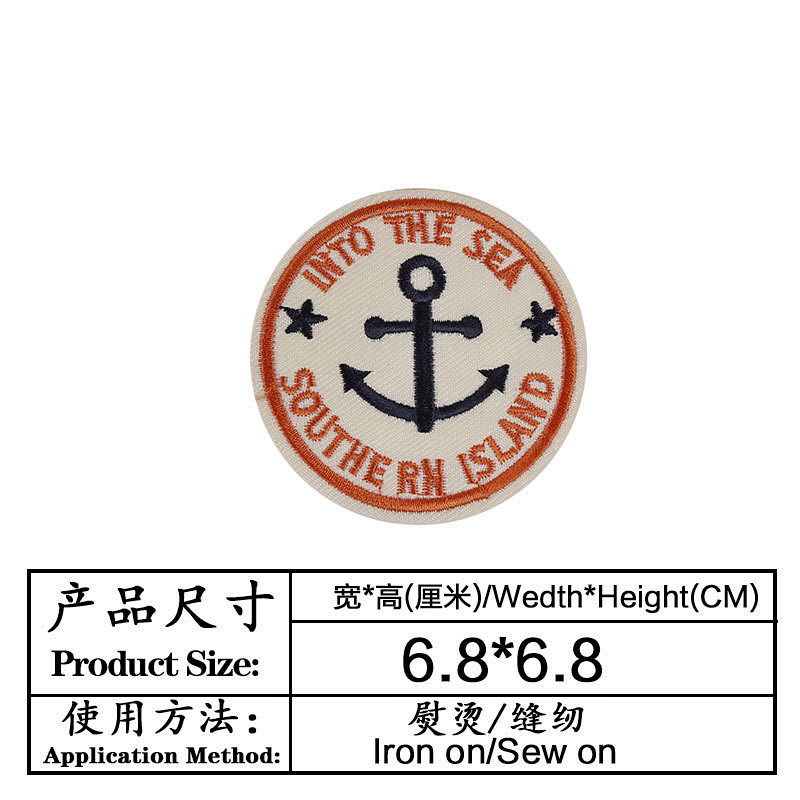 INTO THE SEA
SOUTHERN ISLAND
产品尺寸
Product Size:
宽*高(厘米)/Wedth*Height(CM)
6.8*6.8
使用方法:
Application Method:
熨烫/缝纫
Iron on/Sew on